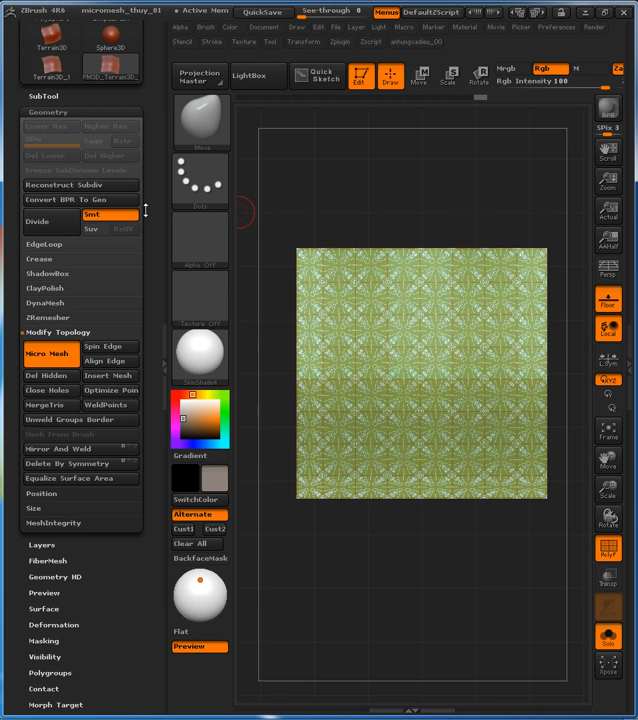 ZBrush 4R6 micromesh_thuy_01 • Active Mem QuickSave See-through 0 Menus DefaultZScript
Alpha Brush Color Document Draw Edit File Layer Light Macro Marker Material Movie Picker Preferences Render
Stencil Stroke Texture Tool Transform Zplugin Zscript anhungxadieu_00
Terrain3D Sphere3D
Terrain3D_1 PM3D_Terrain3D_
Projection Master
LightBox
Quick Sketch
Edit Draw Move Scale Rotate
Mrgb Rgb M Za
Rgb Intensity 100
SubTool
Geometry
Lower Res Higher Res
SDiv Cage Rstr
Del Lower Del Higher
Freeze SubDivision Levels
Reconstruct Subdiv
Convert BPR To Geo
Divide Smt
Suv ReUV
EdgeLoop
Crease
ShadowBox
ClayPolish
DynaMesh
ZRemesher
Modify Topology
Micro Mesh Spin Edge
Align Edge
Del Hidden Insert Mesh
Close Holes Optimize Poin
MergeTris WeldPoints
Unweld Groups Border
Mesh From Brush
Mirror And Weld
Delete By Symmetry
Equalize Surface Area
Position
Size
MeshIntegrity
Layers
FiberMesh
Geometry HD
Preview
Surface
Deformation
Masking
Visibility
Polygroups
Contact
Morph Target
Move
Dots
Alpha Off
Texture Off
SkinShade4
Gradient
SwitchColor
Alternate
Cust1 Cust2
Clear All
BackfaceMask
Flat
Preview
BPR
SPix 3
Scroll
Zoom
Actual
AAHalf
Persp
Floor
Local
L.Sym
XYZ
Frame
Move
Scale
Rotate
PolyF
Transp
Solo
Xpose